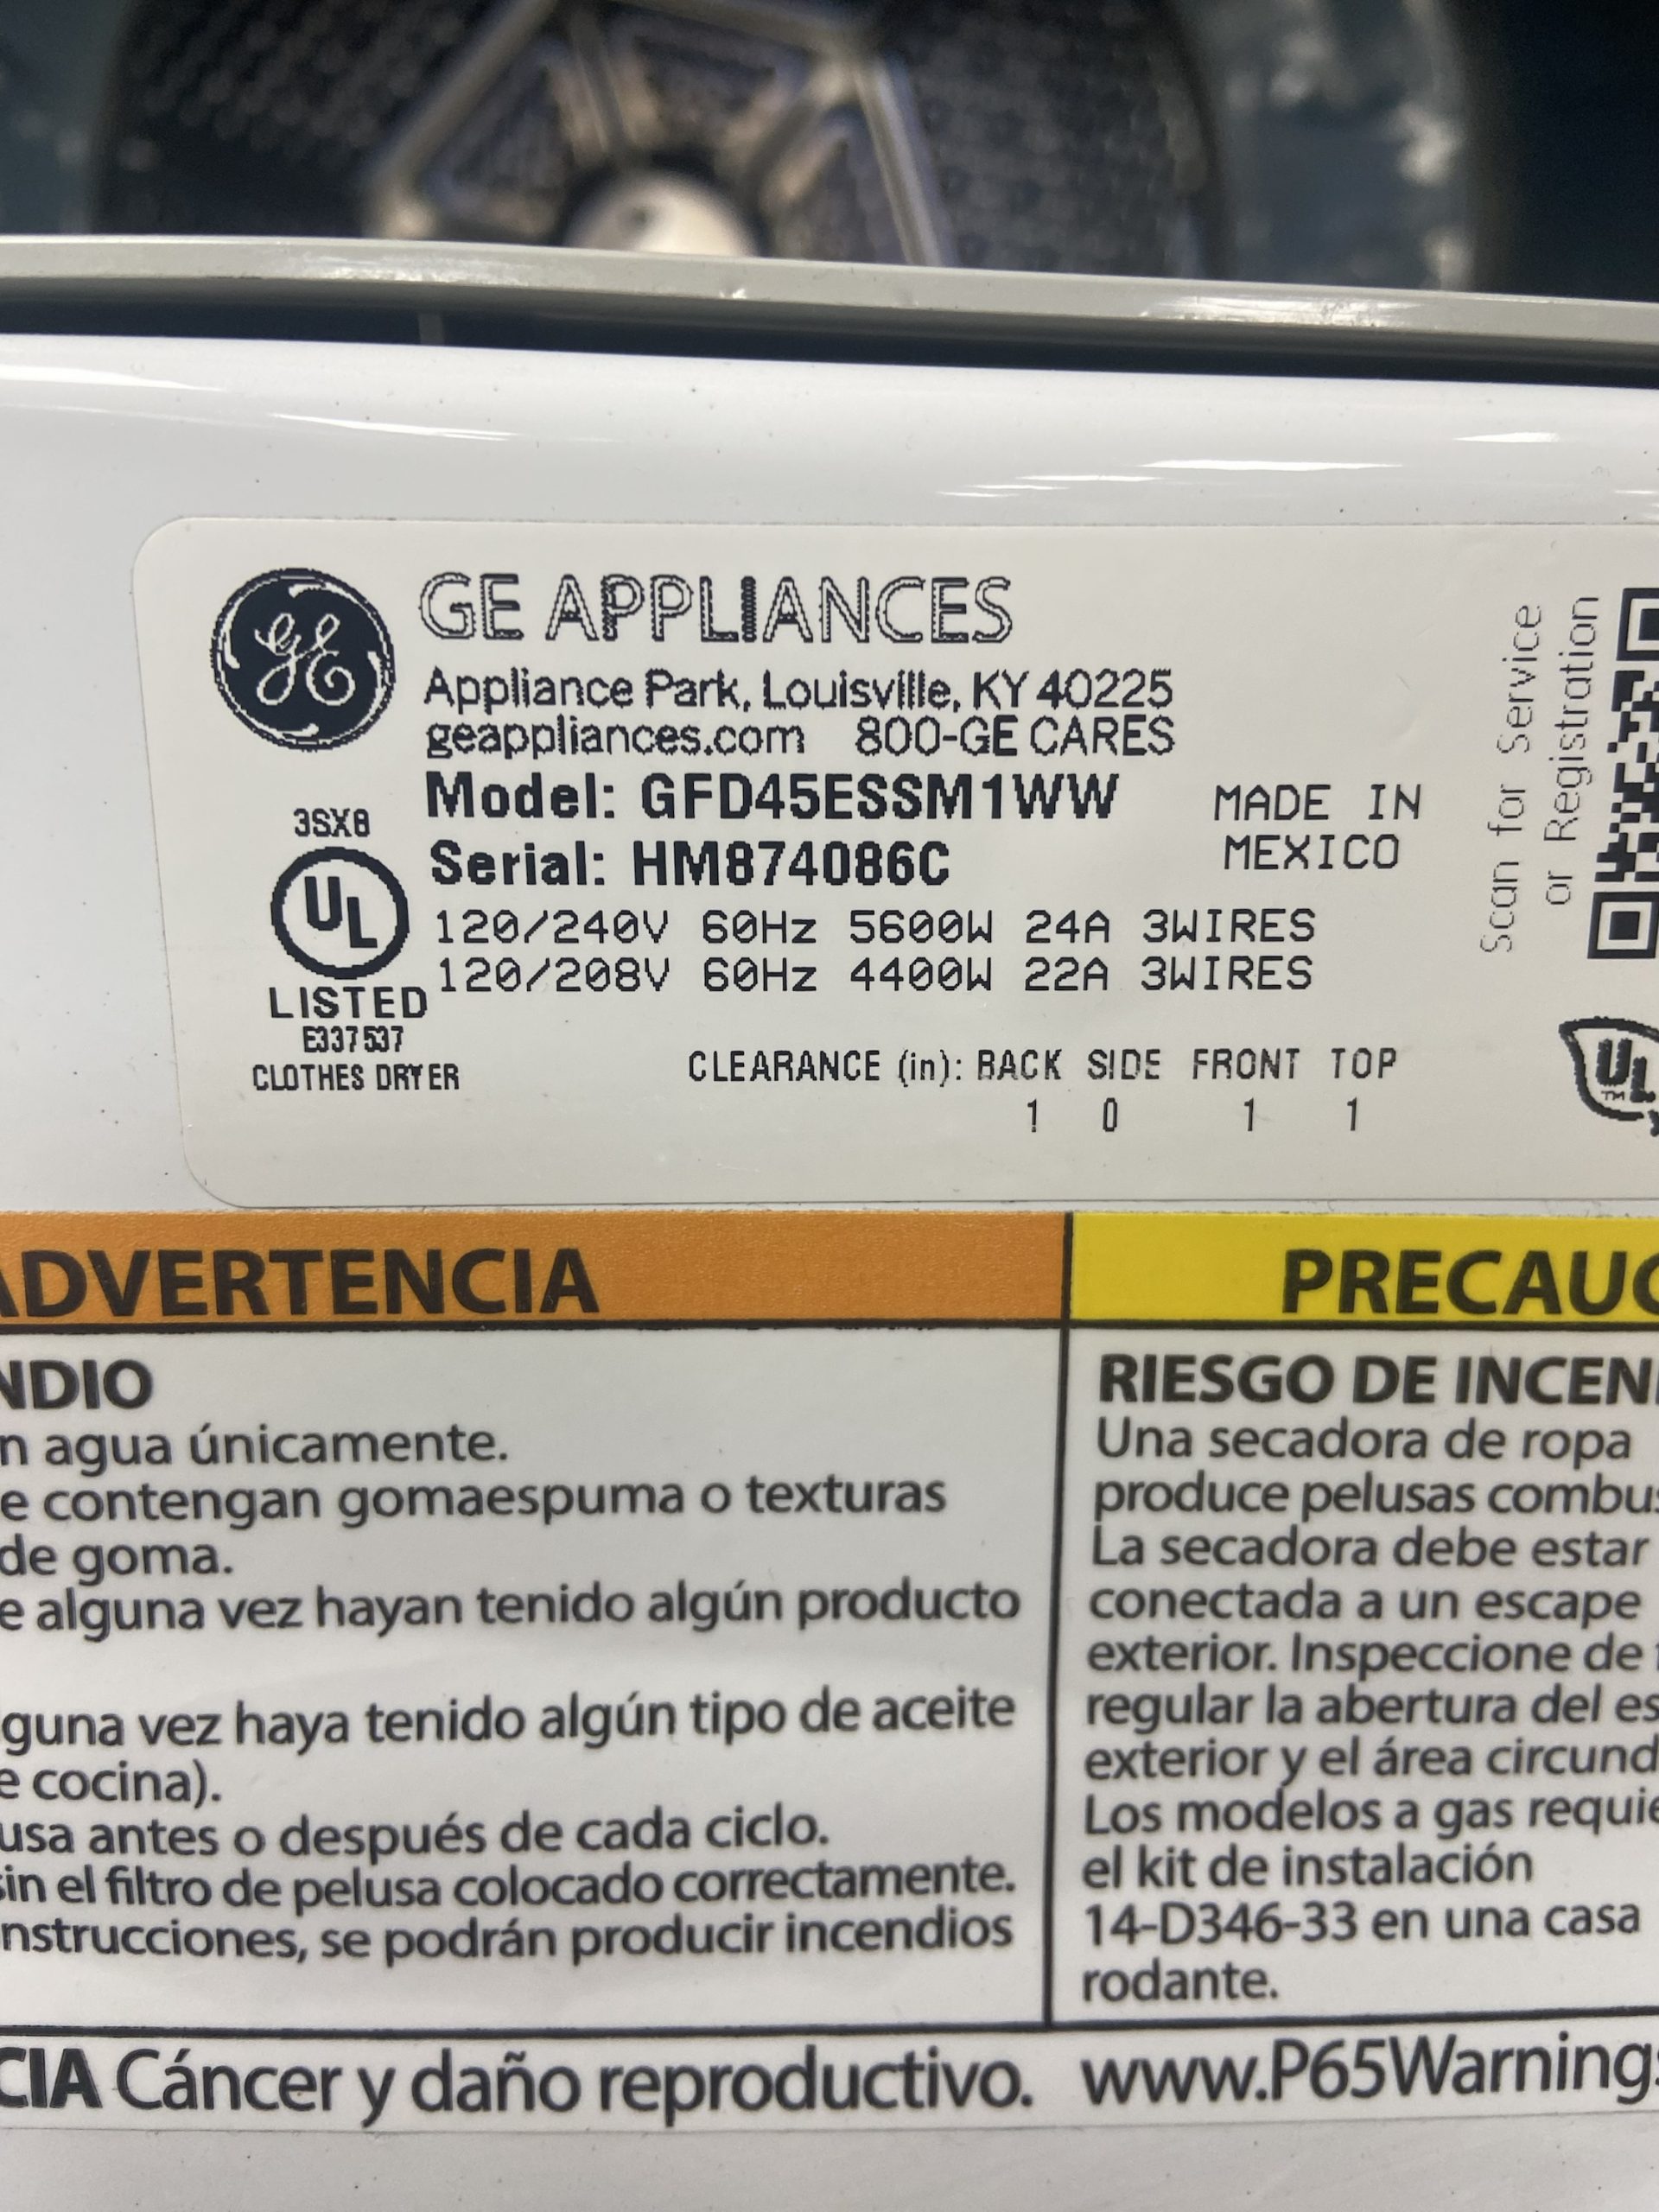 GE APPLIANCES
Appliance Park, Louisville, KY 40225
geappliances.com 800-GE CARES
Model: GFD45ESSM1WW
Serial: HM874086C
MADE IN
MEXICO
120/240V 60Hz 5600W 24A 3WIRES
120/208V 60Hz 4400W 22A 3WIRES
3SX8
UL
LISTED
E337537
CLOTHES DRYER
CLEARANCE (in): BACK SIDE FRONT TOP
1 0 1 1
Scan for Service
or Registration
UL
TM
ADVERTENCIA
NDIO
n agua únicamente.
e contengan gomaespuma o texturas
de goma.
e alguna vez hayan tenido algún producto
guna vez haya tenido algún tipo de aceite
e cocina).
usa antes o después de cada ciclo.
sin el filtro de pelusa colocado correctamente.
nstrucciones, se podrán producir incendios
PRECAUC
RIESGO DE INCEN
Una secadora de ropa
produce pelusas combus
La secadora debe estar
conectada a un escape
exterior. Inspeccione de
regular la abertura del es
exterior y el área circund
Los modelos a gas requie
el kit de instalación
14-D346-33 en una casa
rodante.
CIA Cáncer y daño reproductivo. www.P65Warnings